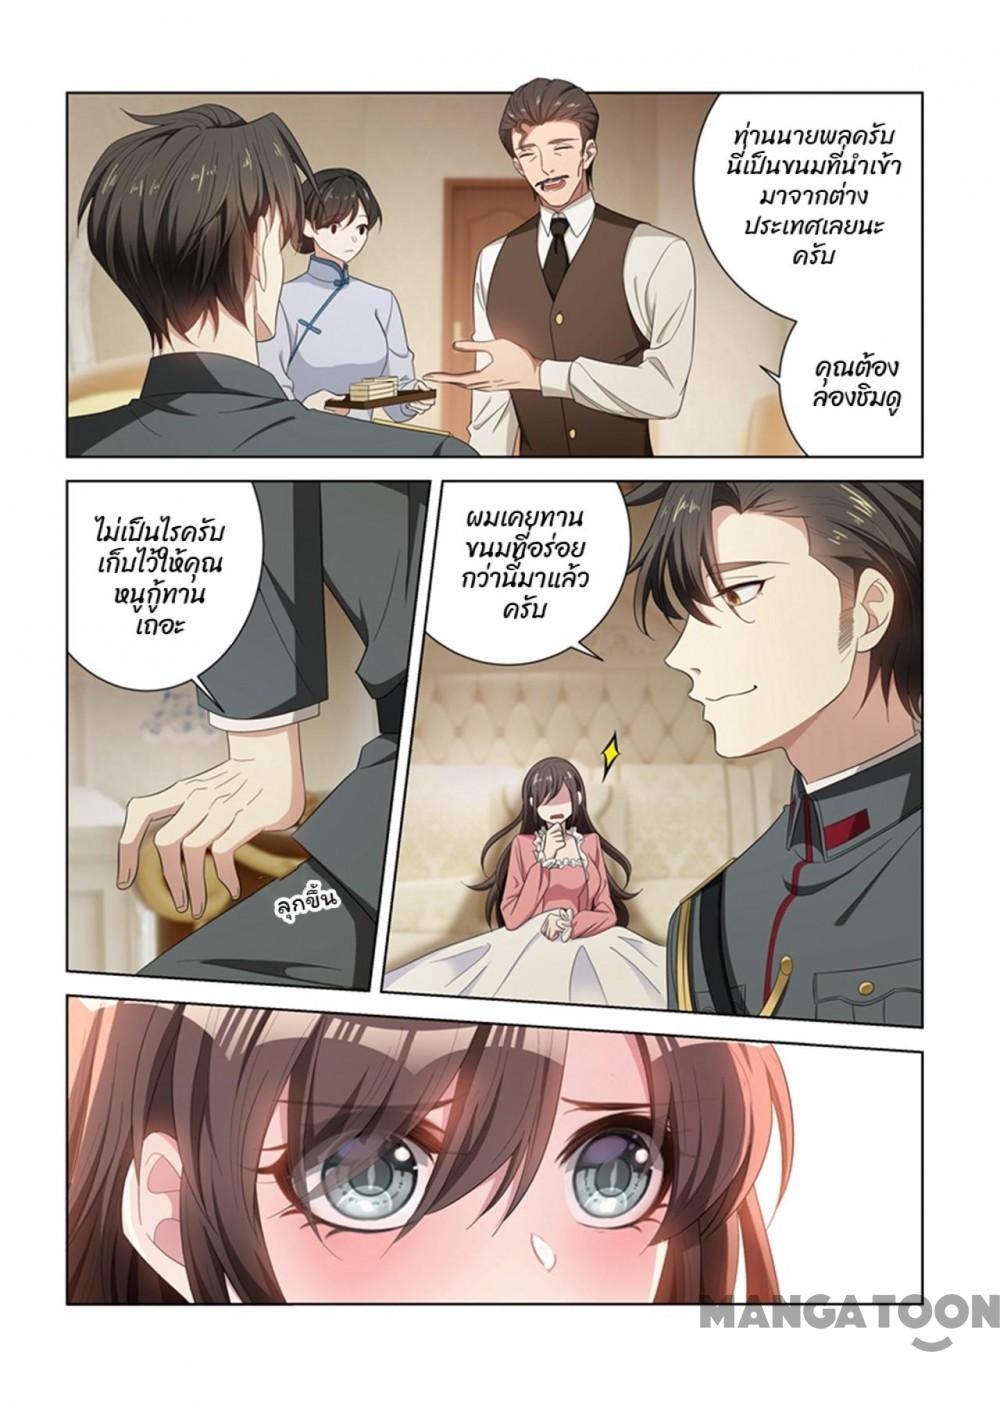 ท่านนายพลครับ
นี่เป็นขนมที่นำเข้า
มาจากต่าง
ประเทศเลยนะ
ครับ
คุณต้อง
ลองชิมดู
ไม่เป็นไรครับ
เก็บไว้ให้คุณ
หนูกู้ทาน
เถอะ
ลุกขึ้น
ผมเคยทาน
ขนมที่อร่อย
กว่านี้มาแล้ว
ครับ
MANGATOON